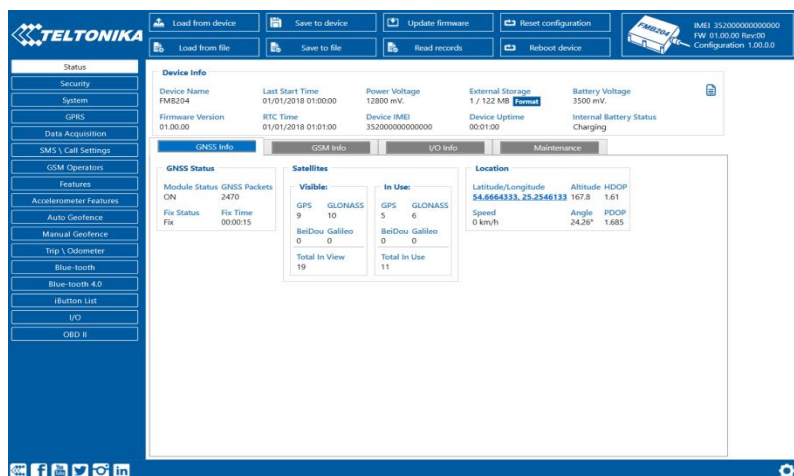 TELTONIKA
Load from device
Save to device
Update firmware
Reset configuration
Load from file
Save to file
Read records
Reboot device
FMB204
IMEI 352000000000000
FW 01.00.00 Rev:00
Configuration 1.00.0.0
Status
Security
System
GPRS
Data Acquisition
SMS \ Call Settings
GSM Operators
Features
Accelerometer Features
Auto Geofence
Manual Geofence
Trip \ Odometer
Blue-tooth
Blue-tooth 4.0
iButton List
I/O
OBD II
Device Info
Device Name
FMB204
Last Start Time
01/01/2018 01:00:00
Power Voltage
12800 mV.
External Storage
1 / 122 MB Format
Battery Voltage
3500 mV.
Firmware Version
01.00.00
RTC Time
01/01/2018 01:01:00
Device IMEI
352000000000000
Device Uptime
00:01:00
Internal Battery Status
Charging
GNSS Info
GSM Info
I/O Info
Maintenance
GNSS Status
Module Status GNSS Packets
ON 2470
Fix Status Fix Time
Fix 00:00:15
Satellites
Visible:
GPS GLONASS
9 10
BeiDou Galileo
0 0
Total In View
19
In Use:
GPS GLONASS
5 6
BeiDou Galileo
0 0
Total In Use
11
Location
Latitude/Longitude Altitude HDOP
54.6664333, 25.2546133 167.8 1.61
Speed Angle PDOP
0 km/h 24.26° 1.685